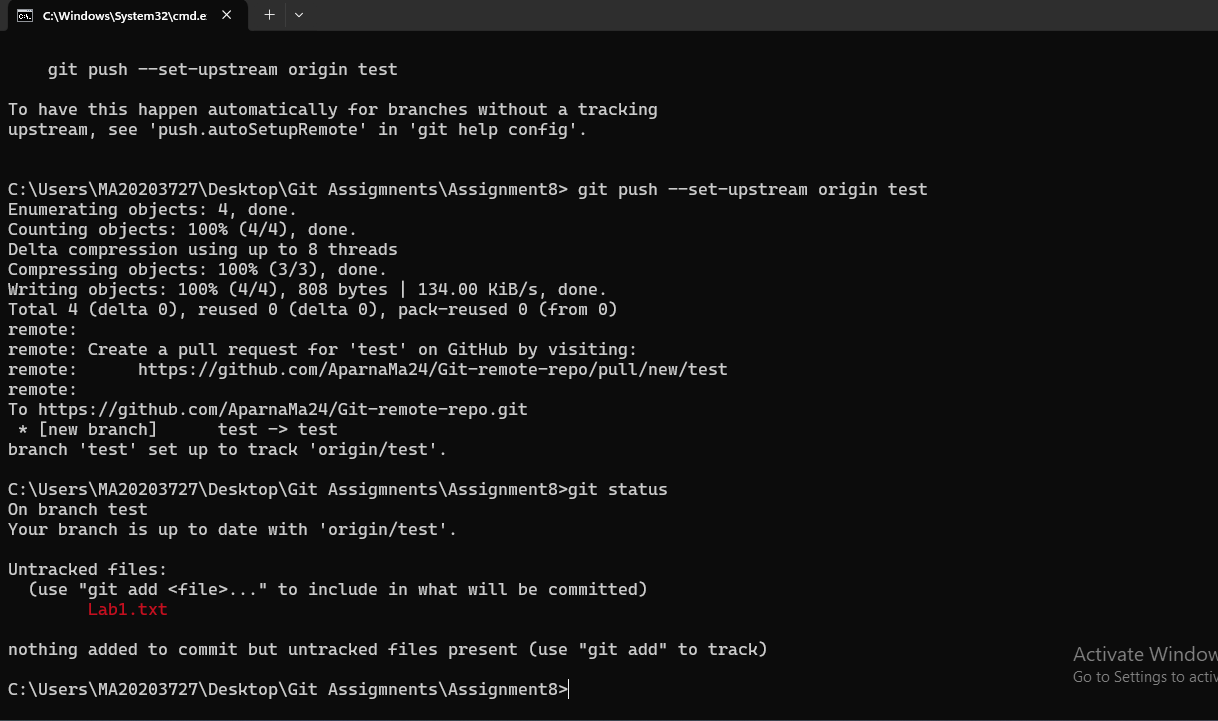 C:\Windows\System32\cmd.e
git push --set-upstream origin test
To have this happen automatically for branches without a tracking
upstream, see 'push.autoSetupRemote' in 'git help config'.
C:\Users\MA20203727\Desktop\Git Assigmnents\Assignment8> git push --set-upstream origin test
Enumerating objects: 4, done.
Counting objects: 100% (4/4), done.
Delta compression using up to 8 threads
Compressing objects: 100% (3/3), done.
Writing objects: 100% (4/4), 808 bytes | 134.00 KiB/s, done.
Total 4 (delta 0), reused 0 (delta 0), pack-reused 0 (from 0)
remote:
remote: Create a pull request for 'test' on GitHub by visiting:
remote:      https://github.com/AparnaMa24/Git-remote-repo/pull/new/test
remote:
To https://github.com/AparnaMa24/Git-remote-repo.git
 * [new branch]      test -> test
branch 'test' set up to track 'origin/test'.
C:\Users\MA20203727\Desktop\Git Assigmnents\Assignment8>git status
On branch test
Your branch is up to date with 'origin/test'.
Untracked files:
  (use "git add <file>..." to include in what will be committed)
        Lab1.txt
nothing added to commit but untracked files present (use "git add" to track)
Activate Window
Go to Settings to activ
C:\Users\MA20203727\Desktop\Git Assigmnents\Assignment8>